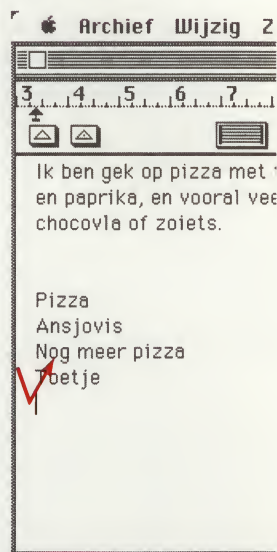 Archief Wijzig Z
3 4 5 6 7
Ik ben gek op pizza met
en paprika, en vooral vee
chocovla of zoiets.
Pizza
Ansjovis
Nog meer pizza
Toetje